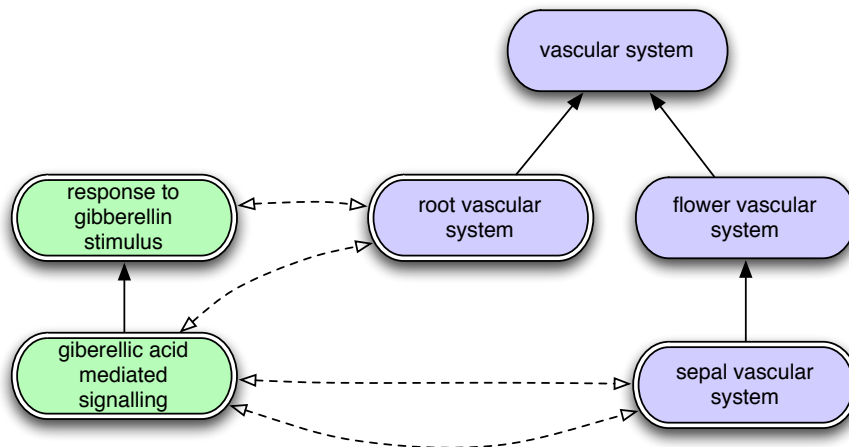 vascular system
response to
gibberellin
stimulus
root vascular
system
flower vascular
system
giberellic acid
mediated
signalling
sepal vascular
system